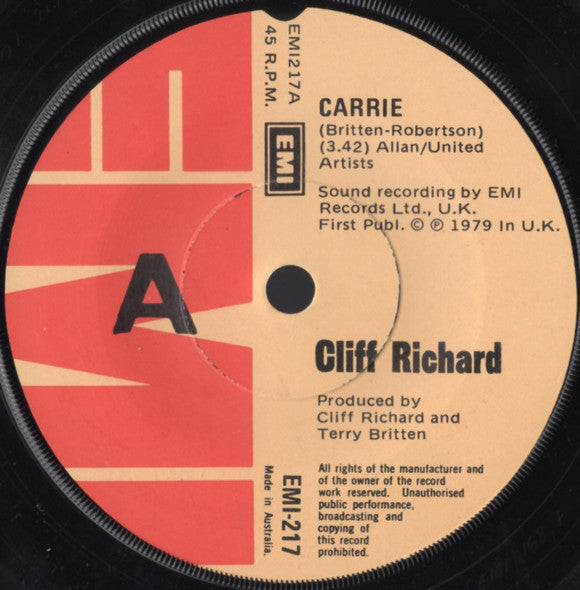 EMI
A
EMI217A
45 R.P.M.
EMI
CARRIE
(Britten-Robertson)
(3.42) Allan/United
Artists
Sound recording by EMI
Records Ltd., U.K.
First Publ. © ℗ 1979 In U.K.
Cliff Richard
Produced by
Cliff Richard and
Terry Britten
EMI-217
Made in Australia.
All rights of the manufacturer and
of the owner of the record
work reserved. Unauthorised
public performance,
broadcasting and
copying of
this record
prohibited.